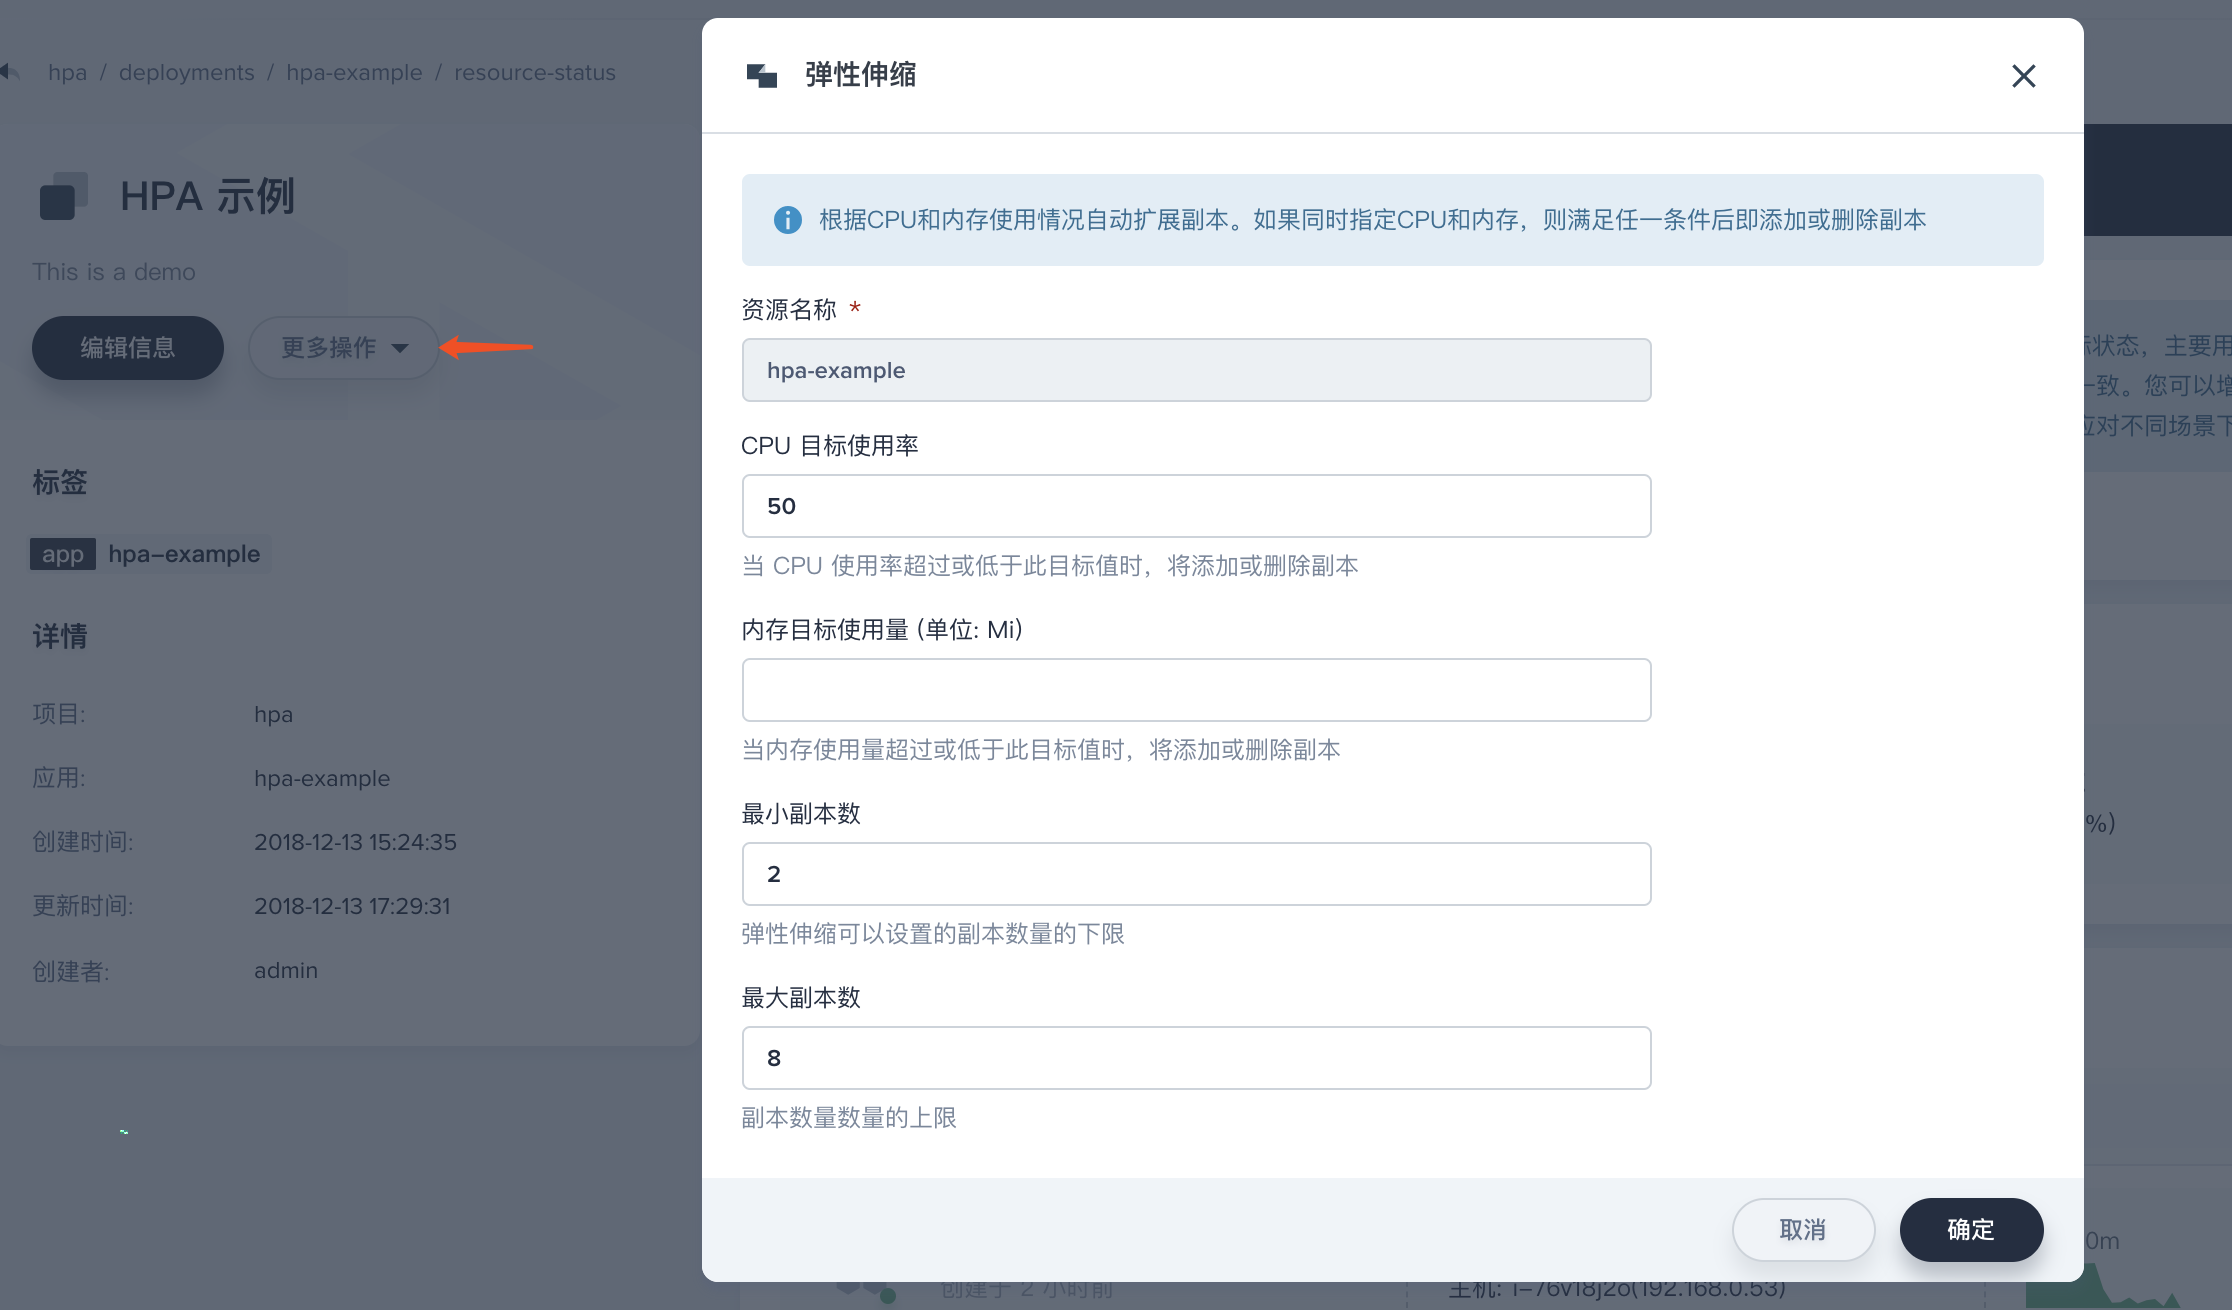 hpa / deployments / hpa-example / resource-status
HPA 示例
This is a demo
编辑信息
更多操作
标签
app hpa-example
详情
项目: hpa
应用: hpa-example
创建时间: 2018-12-13 15:24:35
更新时间: 2018-12-13 17:29:31
创建者: admin
弹性伸缩
根据CPU和内存使用情况自动扩展副本。如果同时指定CPU和内存，则满足任一条件后即添加或删除副本
资源名称 *
hpa-example
CPU 目标使用率
50
当 CPU 使用率超过或低于此目标值时，将添加或删除副本
内存目标使用量 (单位: Mi)
当内存使用量超过或低于此目标值时，将添加或删除副本
最小副本数
2
弹性伸缩可以设置的副本数量的下限
最大副本数
8
副本数量数量的上限
取消
确定
状态，主要用
一致。您可以增
应对不同场景下
%)
0m
创建于 2 小时前
主机: i-76v18j2o(192.168.0.53)